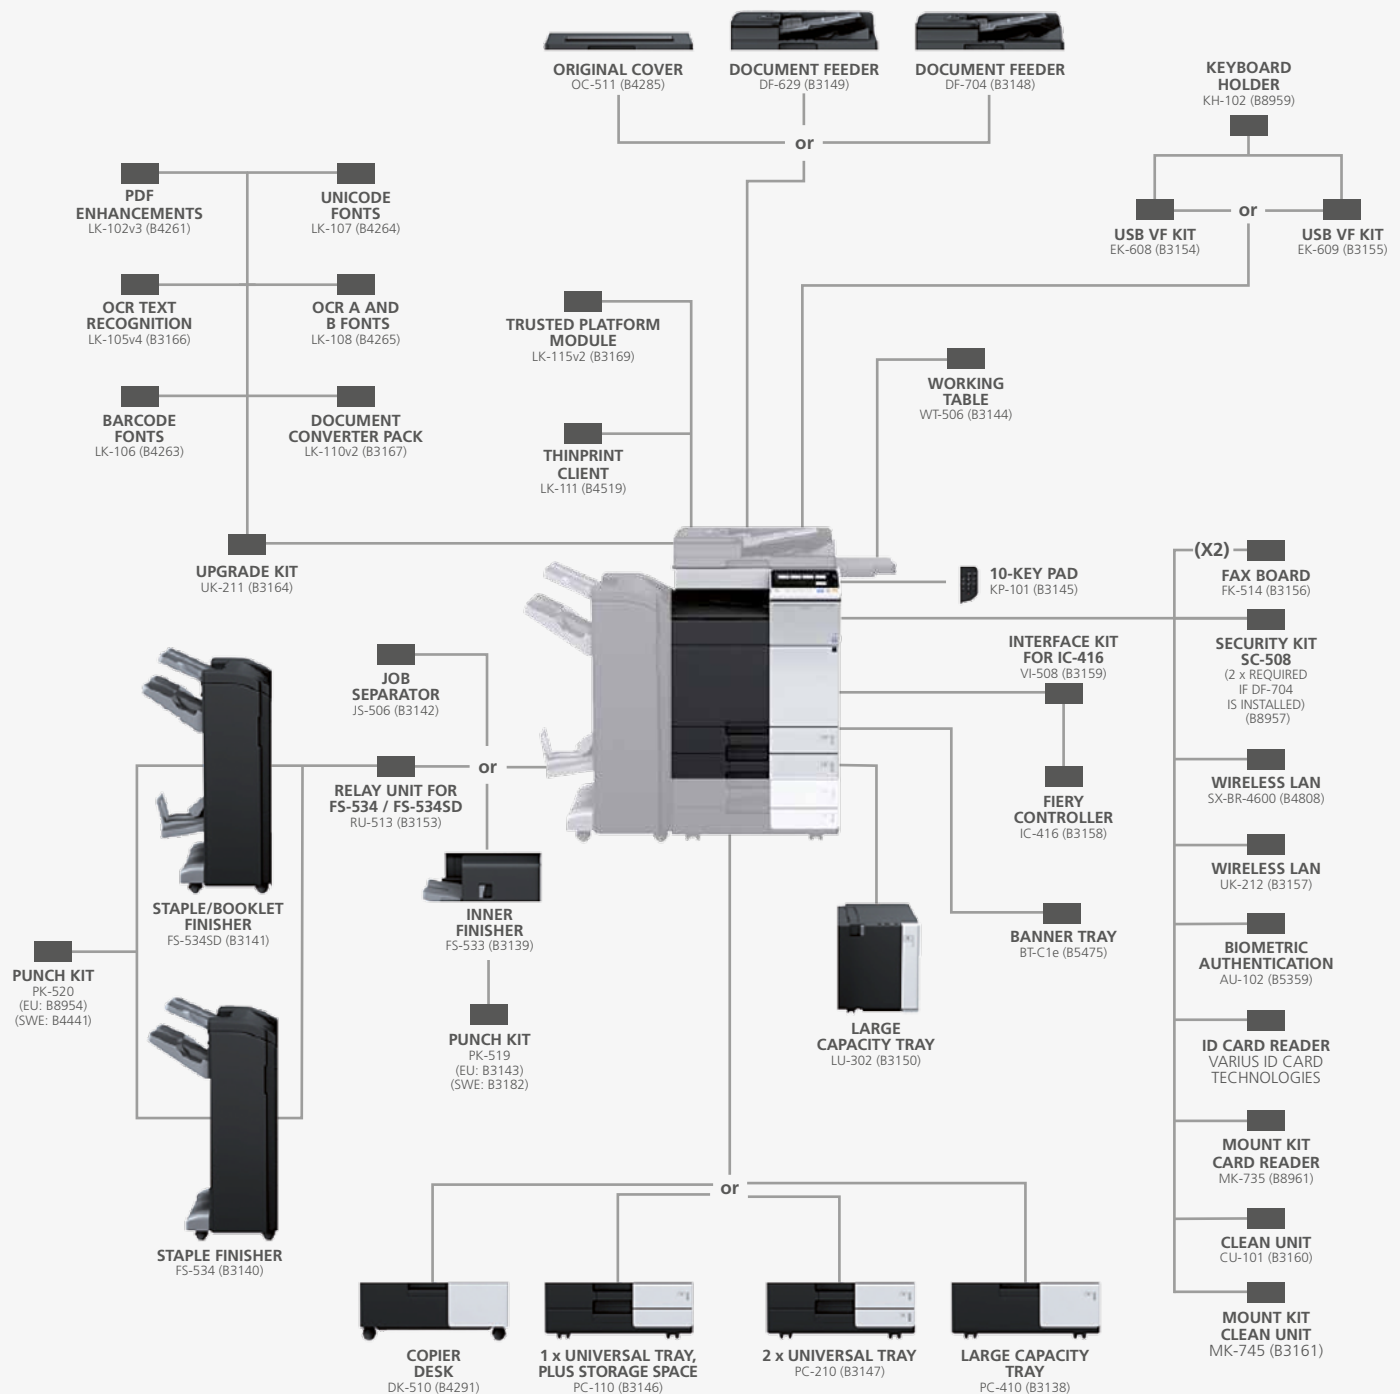 ORIGINAL COVER
OC-511 (B4285)
DOCUMENT FEEDER
DF-629 (B3149)
DOCUMENT FEEDER
DF-704 (B3148)
or
KEYBOARD
HOLDER
KH-102 (B8959)
or
USB VF KIT
EK-608 (B3154)
USB VF KIT
EK-609 (B3155)
PDF
ENHANCEMENTS
LK-102v3 (B4261)
UNICODE
FONTS
LK-107 (B4264)
OCR TEXT
RECOGNITION
LK-105v4 (B3166)
OCR A AND
B FONTS
LK-108 (B4265)
BARCODE
FONTS
LK-106 (B4263)
DOCUMENT
CONVERTER PACK
LK-110v2 (B3167)
UPGRADE KIT
UK-211 (B3164)
TRUSTED PLATFORM
MODULE
LK-115v2 (B3169)
THINPRINT
CLIENT
LK-111 (B4519)
WORKING
TABLE
WT-506 (B3144)
10-KEY PAD
KP-101 (B3145)
INTERFACE KIT
FOR IC-416
VI-508 (B3159)
FIERY
CONTROLLER
IC-416 (B3158)
BANNER TRAY
BT-C1e (B5475)
LARGE
CAPACITY TRAY
LU-302 (B3150)
(X2)
FAX BOARD
FK-514 (B3156)
SECURITY KIT
SC-508
(2 x REQUIRED
IF DF-704
IS INSTALLED)
(B8957)
WIRELESS LAN
SX-BR-4600 (B4808)
WIRELESS LAN
UK-212 (B3157)
BIOMETRIC
AUTHENTICATION
AU-102 (B5359)
ID CARD READER
VARIUS ID CARD
TECHNOLOGIES
MOUNT KIT
CARD READER
MK-735 (B8961)
CLEAN UNIT
CU-101 (B3160)
MOUNT KIT
CLEAN UNIT
MK-745 (B3161)
JOB
SEPARATOR
JS-506 (B3142)
or
RELAY UNIT FOR
FS-534 / FS-534SD
RU-513 (B3153)
INNER
FINISHER
FS-533 (B3139)
PUNCH KIT
PK-519
(EU: B3143)
(SWE: B3182)
STAPLE/BOOKLET
FINISHER
FS-534SD (B3141)
PUNCH KIT
PK-520
(EU: B8954)
(SWE: B4441)
STAPLE FINISHER
FS-534 (B3140)
or
COPIER
DESK
DK-510 (B4291)
1 x UNIVERSAL TRAY,
PLUS STORAGE SPACE
PC-110 (B3146)
2 x UNIVERSAL TRAY
PC-210 (B3147)
LARGE CAPACITY
TRAY
PC-410 (B3138)